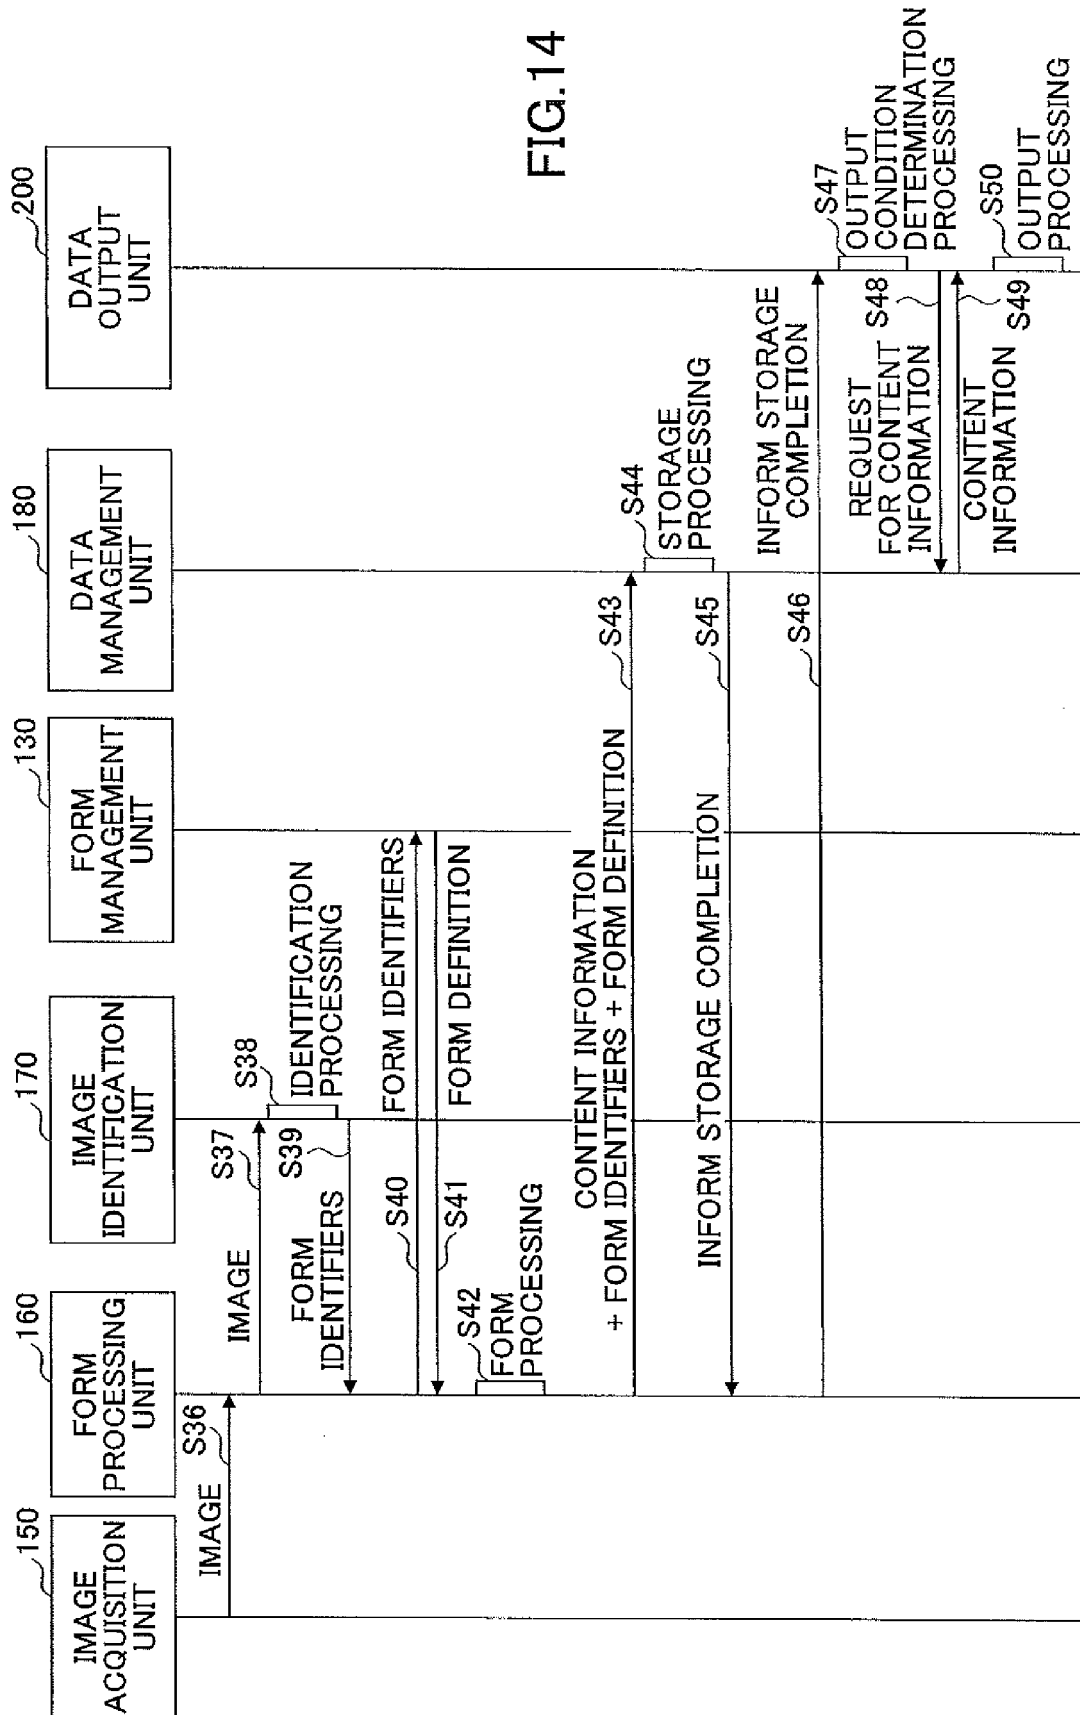 FIG.14
150
IMAGE
ACQUISITION
UNIT
160
FORM
PROCESSING
UNIT
170
IMAGE
IDENTIFICATION
UNIT
130
FORM
MANAGEMENT
UNIT
180
DATA
MANAGEMENT
UNIT
200
DATA
OUTPUT
UNIT
IMAGE
S36
IMAGE
S37
S38
IDENTIFICATION
PROCESSING
S39
FORM
IDENTIFIERS
S40
FORM IDENTIFIERS
S41
FORM DEFINITION
S42
FORM
PROCESSING
CONTENT INFORMATION
+ FORM IDENTIFIERS + FORM DEFINITION
S43
S44
STORAGE
PROCESSING
INFORM STORAGE COMPLETION
S45
S46
INFORM STORAGE
COMPLETION
S47
OUTPUT
CONDITION
DETERMINATION
PROCESSING
REQUEST
FOR CONTENT
INFORMATION
S48
CONTENT
INFORMATION
S49
S50
OUTPUT
PROCESSING